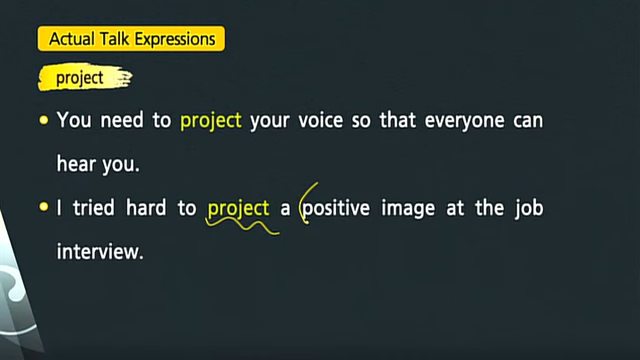 Actual Talk Expressions
project
• You need to project your voice so that everyone can
hear you.
• I tried hard to project a positive image at the job
interview.